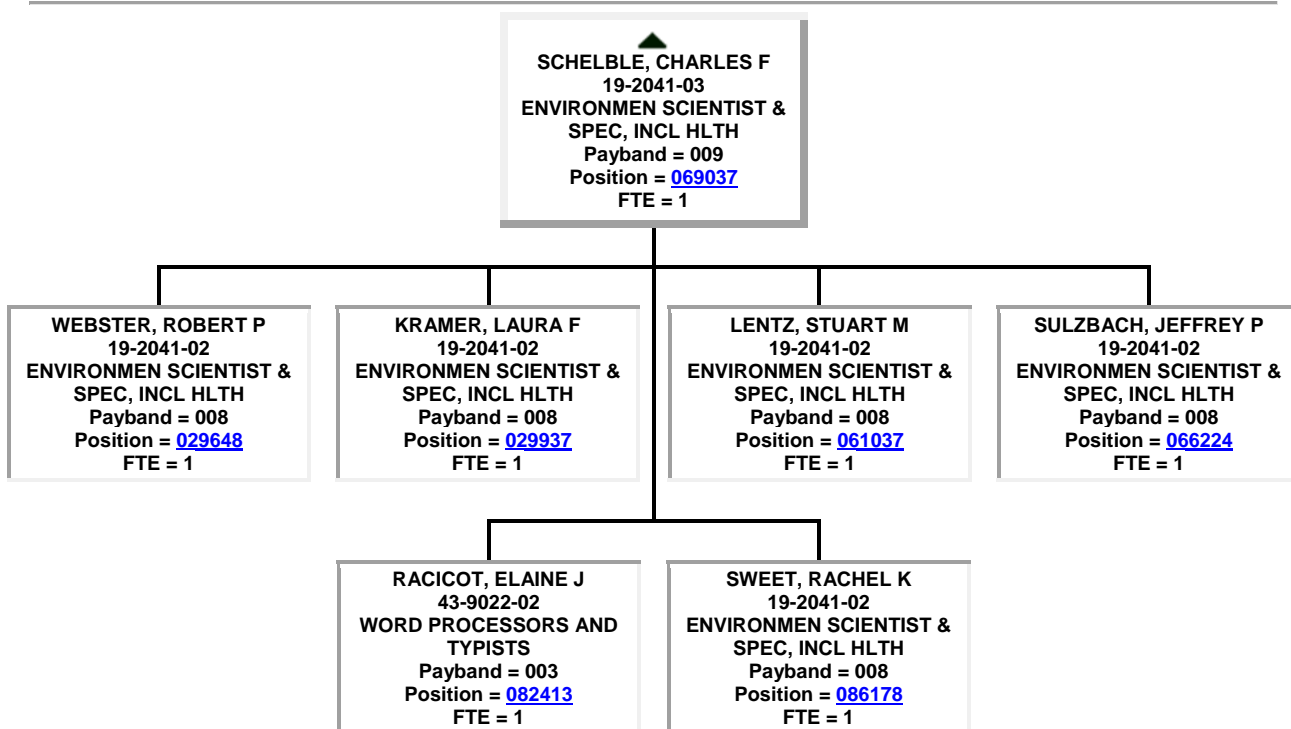 SCHELBLE, CHARLES F
19-2041-03
ENVIRONMEN SCIENTIST &
SPEC, INCL HLTH
Payband = 009
Position = 069037
FTE = 1
WEBSTER, ROBERT P
19-2041-02
ENVIRONMEN SCIENTIST &
SPEC, INCL HLTH
Payband = 008
Position = 029648
FTE = 1
KRAMER, LAURA F
19-2041-02
ENVIRONMEN SCIENTIST &
SPEC, INCL HLTH
Payband = 008
Position = 029937
FTE = 1
LENTZ, STUART M
19-2041-02
ENVIRONMEN SCIENTIST &
SPEC, INCL HLTH
Payband = 008
Position = 061037
FTE = 1
SULZBACH, JEFFREY P
19-2041-02
ENVIRONMEN SCIENTIST &
SPEC, INCL HLTH
Payband = 008
Position = 066224
FTE = 1
RACICOT, ELAINE J
43-9022-02
WORD PROCESSORS AND
TYPISTS
Payband = 003
Position = 082413
FTE = 1
SWEET, RACHEL K
19-2041-02
ENVIRONMEN SCIENTIST &
SPEC, INCL HLTH
Payband = 008
Position = 086178
FTE = 1